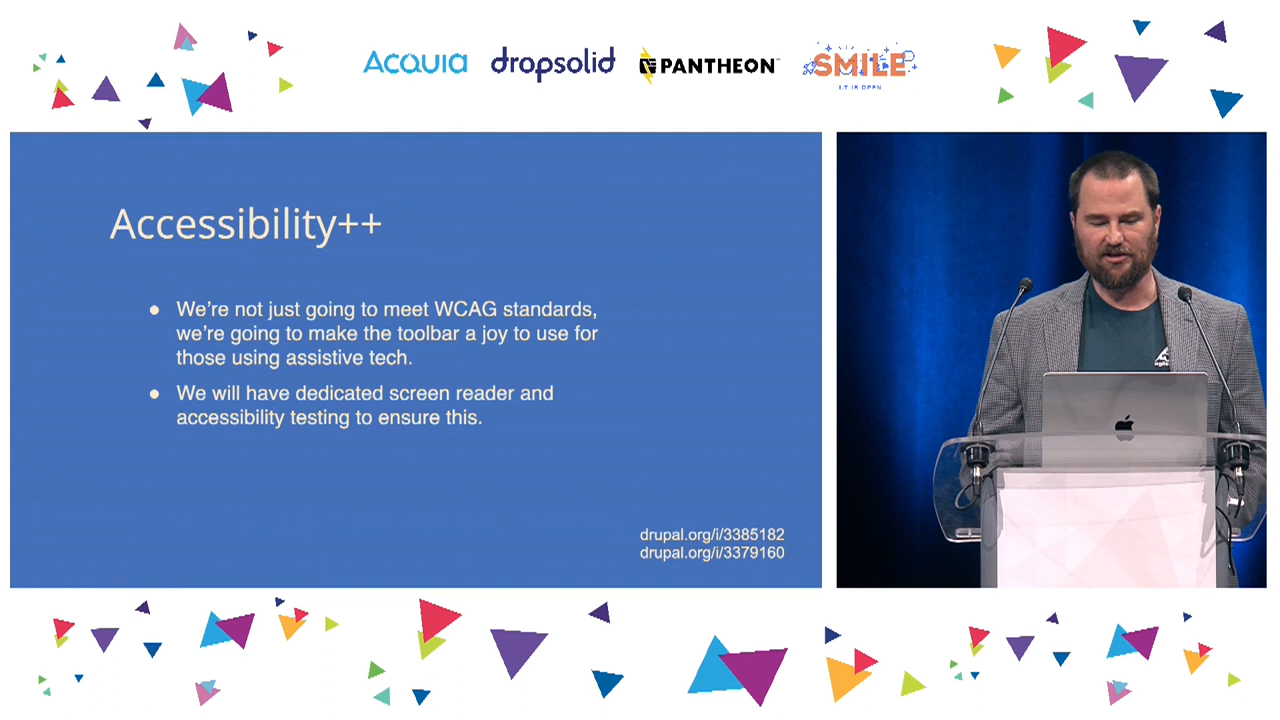 ACQUIA
dropsolid
PANTHEON
SMILE
IT IS OPEN
Accessibility++
● We’re not just going to meet WCAG standards,
we’re going to make the toolbar a joy to use for
those using assistive tech.
● We will have dedicated screen reader and
accessibility testing to ensure this.
drupal.org/i/3385182
drupal.org/i/3379160